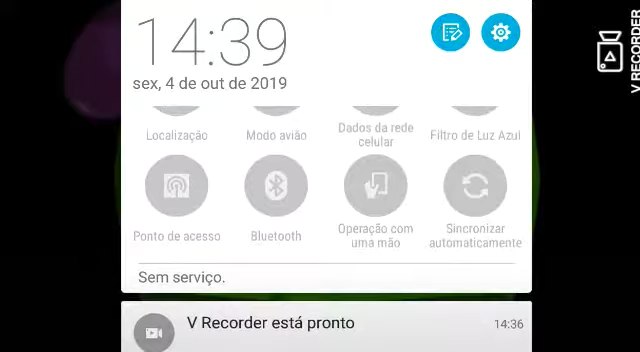 14:39
sex, 4 de out de 2019
Localização
Modo avião
Dados da rede
celular
Filtro de Luz Azul
Ponto de acesso
Bluetooth
Operação com
uma mão
Sincronizar
automaticamente
Sem serviço.
V Recorder está pronto
14:36
V RECORDER